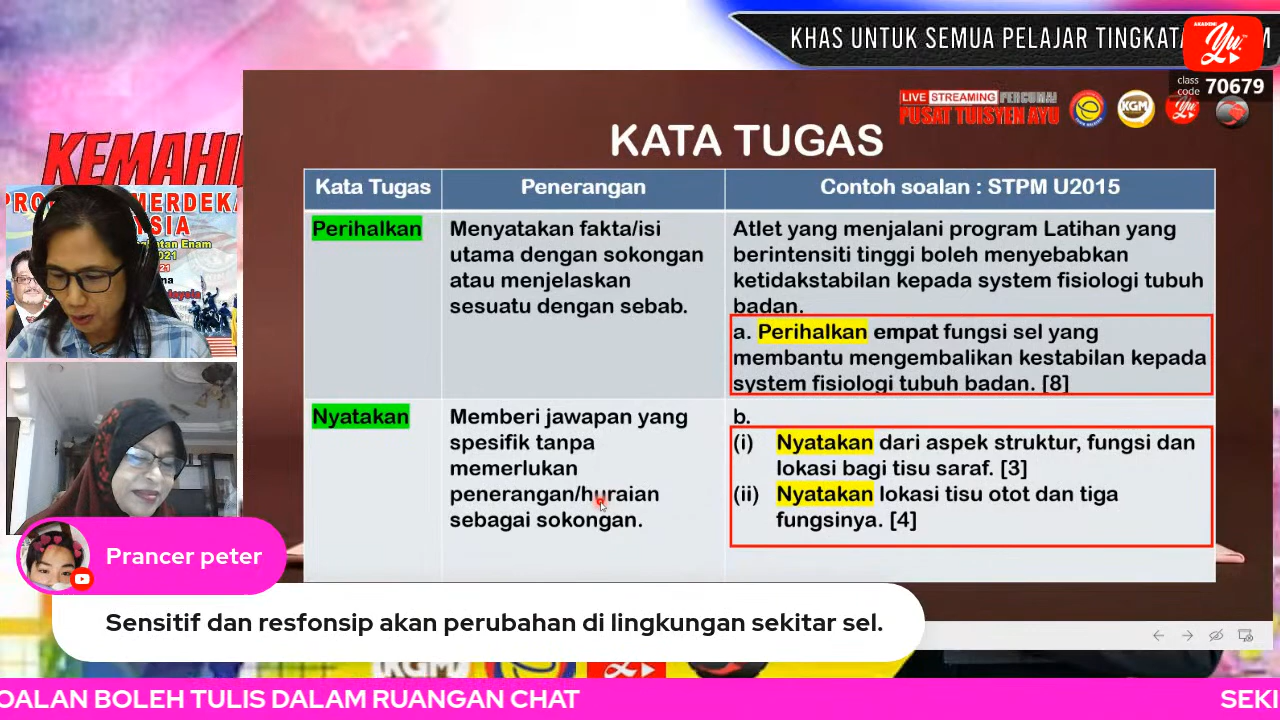 KHAS UNTUK SEMUA PELAJAR TINGKATA
AKADEMI
Yu
class code 70679
LIVE STREAMING PERCUMA!
PUSAT TUISYEN AYU
KGM
KEMAHI
MERDEKA
2021
KATA TUGAS
Kata Tugas
Penerangan
Contoh soalan : STPM U2015
Perihalkan
Menyatakan fakta/isi
utama dengan sokongan
atau menjelaskan
sesuatu dengan sebab.
Atlet yang menjalani program Latihan yang
berintensiti tinggi boleh menyebabkan
ketidakstabilan kepada system fisiologi tubuh
badan.
a. Perihalkan empat fungsi sel yang
membantu mengembalikan kestabilan kepada
system fisiologi tubuh badan. [8]
Nyatakan
Memberi jawapan yang
spesifik tanpa
memerlukan
penerangan/huraian
sebagai sokongan.
b.
(i) Nyatakan dari aspek struktur, fungsi dan
lokasi bagi tisu saraf. [3]
(ii) Nyatakan lokasi tisu otot dan tiga
fungsinya. [4]
Prancer peter
Sensitif dan resfonsip akan perubahan di lingkungan sekitar sel.
KGM
OALAN BOLEH TULIS DALAM RUANGAN CHAT
SEKI